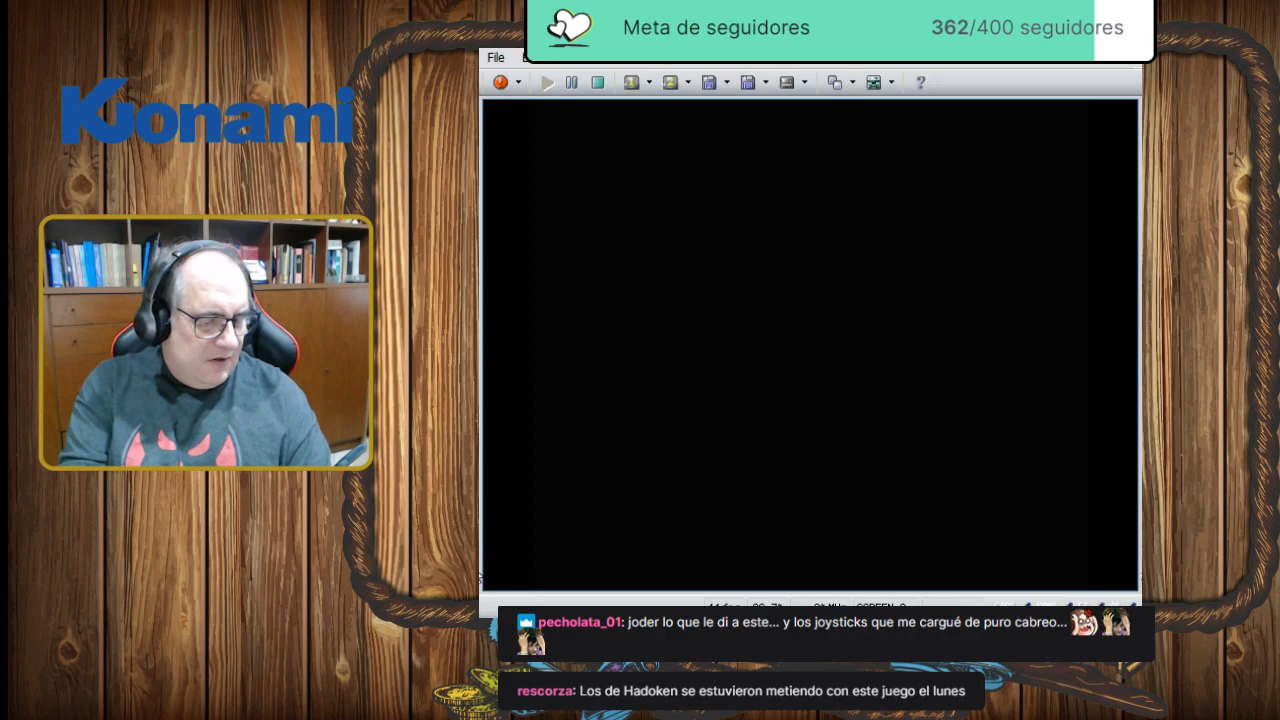 Meta de seguidores
362/400 seguidores
File
Konami
pecholata_01: joder lo que le di a este... y los joysticks que me cargué de puro cabreo...
rescorza: Los de Hadoken se estuvieron metiendo con este juego el lunes